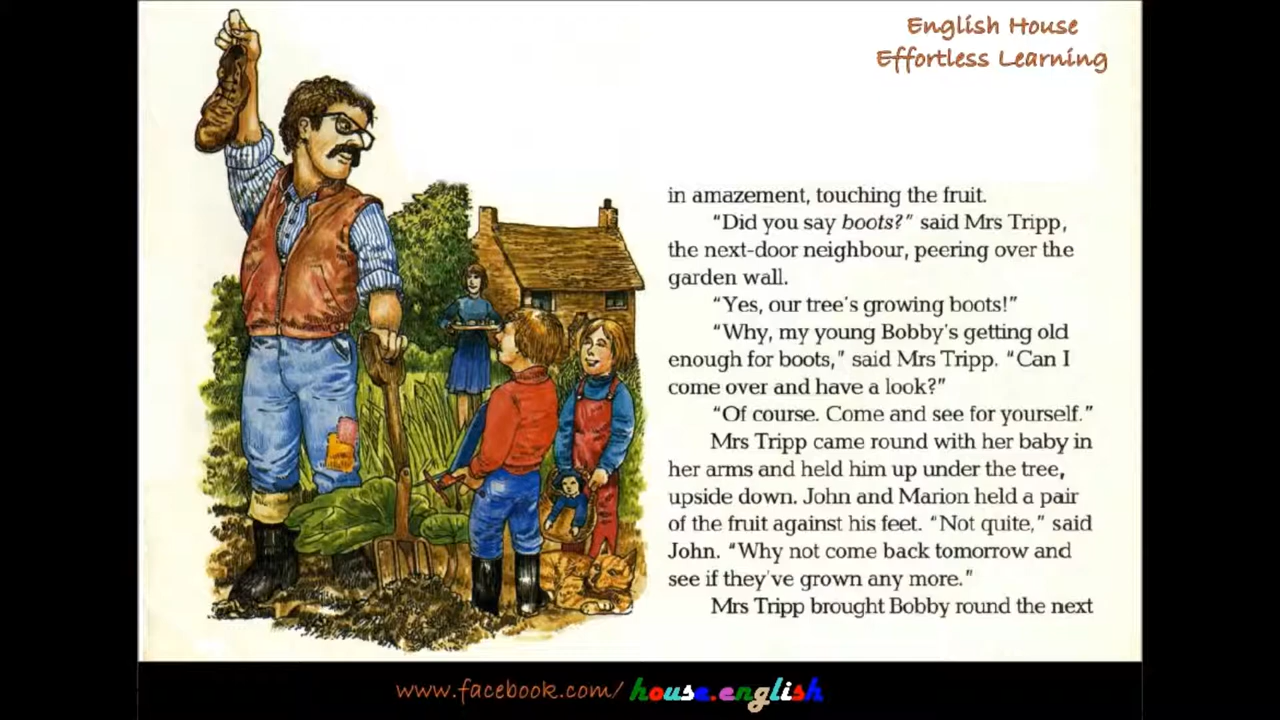 English House
Effortless Learning
in amazement, touching the fruit.
"Did you say boots?" said Mrs Tripp,
the next-door neighbour, peering over the
garden wall.
"Yes, our tree's growing boots!"
"Why, my young Bobby's getting old
enough for boots," said Mrs Tripp. "Can I
come over and have a look?"
"Of course. Come and see for yourself."
Mrs Tripp came round with her baby in
her arms and held him up under the tree,
upside down. John and Marion held a pair
of the fruit against his feet. "Not quite," said
John. "Why not come back tomorrow and
see if they've grown any more."
Mrs Tripp brought Bobby round the next
www.facebook.com/house.english